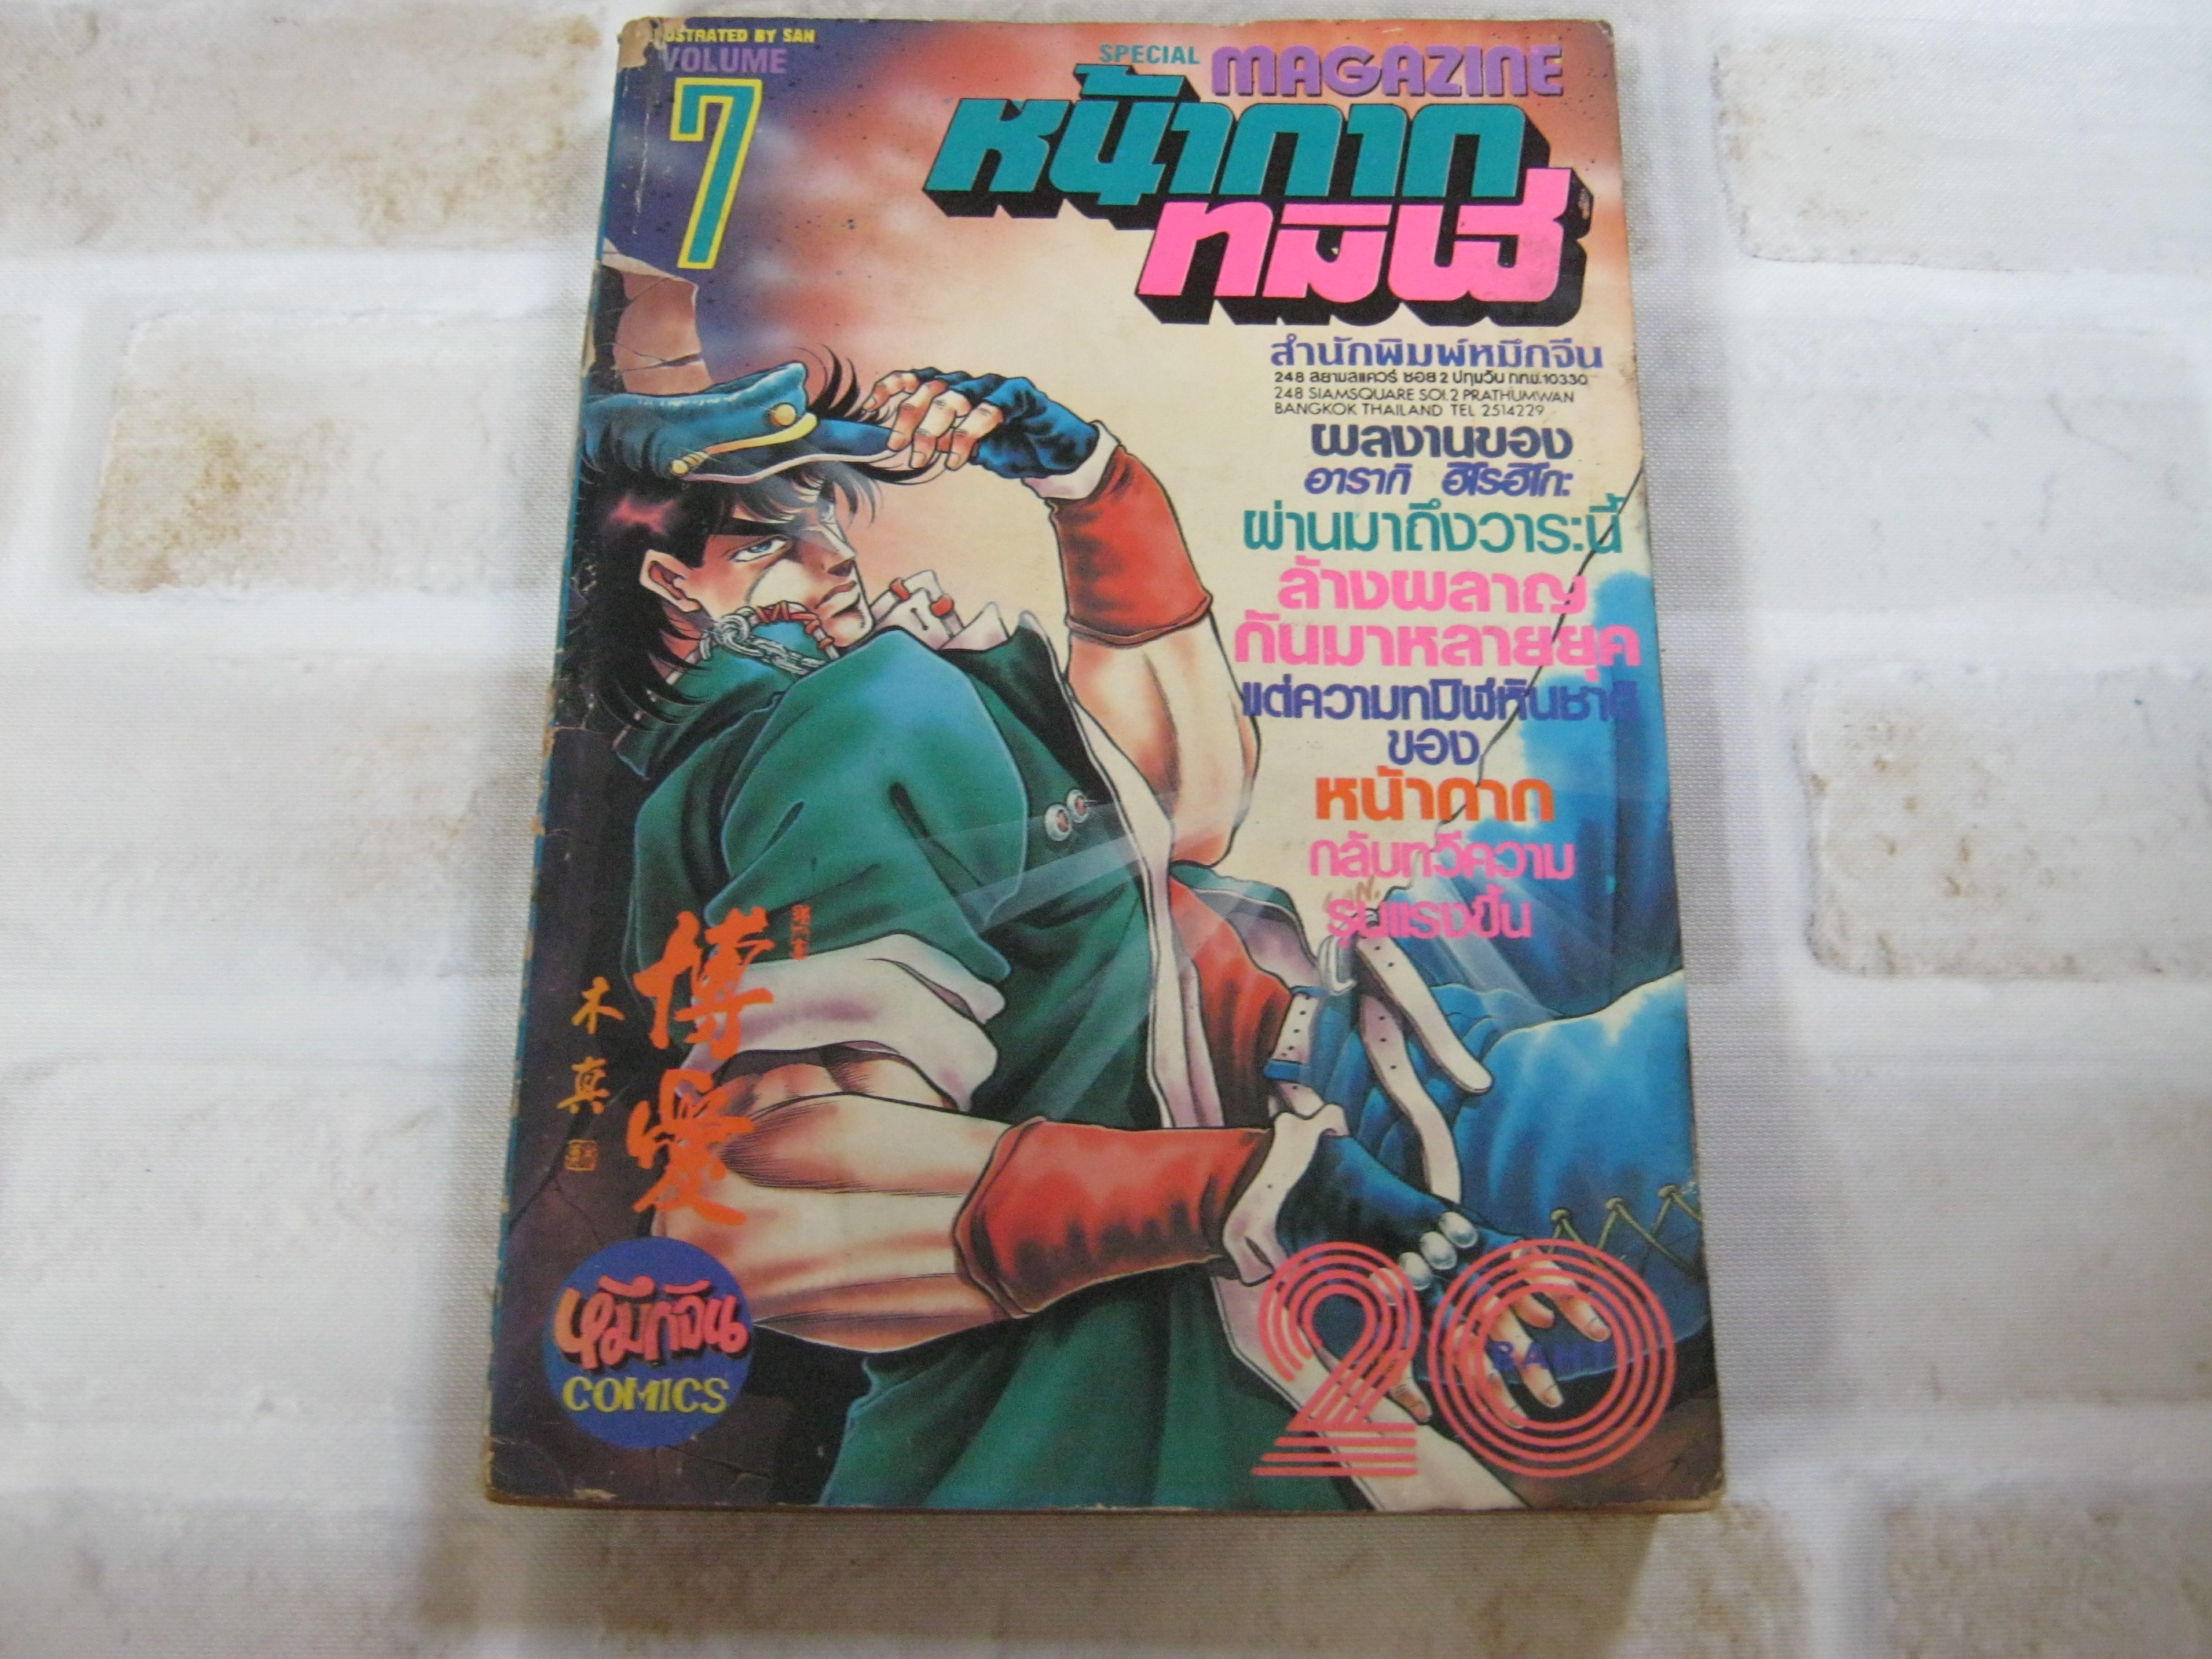 USTRATED BY SAN
VOLUME
7
SPECIAL MAGAZINE
หน้ากาก
ทมิฬ
สำนักพิมพ์หมึกจีน
248 สยามสแควร์ ซอย 2 ปทุมวัน กทม.10330
248 SIAMSQUARE SOI.2 PRATHUMWAN
BANGKOK THAILAND TEL 2514229
ผลงานของ
อารากิ ฮิโรฮิโกะ
ผ่านมาถึงวาระนี้
ล้างผลาญ
กันมาหลายยุค
แต่ความทมิฬหินชาติ
ของ
หน้ากาก
กลับทวีความ
รุนแรงขึ้น
博愛
木真
หมึกจีน
COMICS
20
BAHT